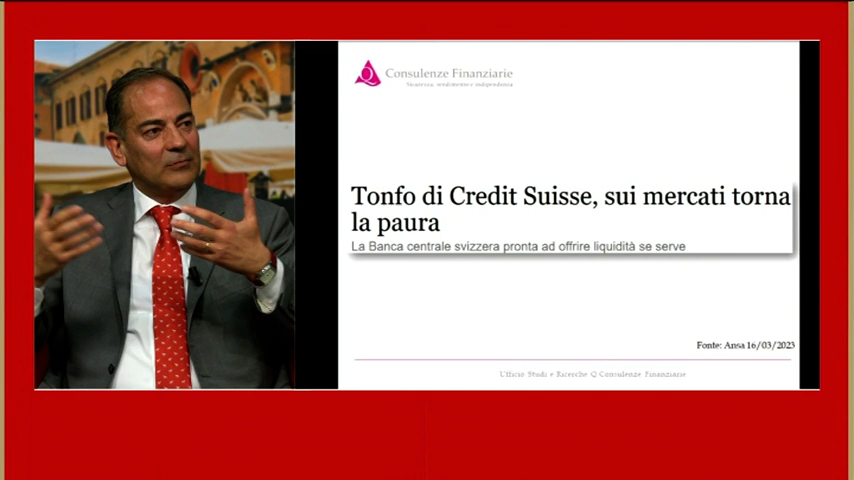 Q
Consulenze Finanziarie
Sicurezza, rendimento e indipendenza
Tonfo di Credit Suisse, sui mercati torna
la paura
La Banca centrale svizzera pronta ad offrire liquidità se serve
Fonte: Ansa 16/03/2023
Ufficio Studi e Ricerche Q Consulenze Finanziarie